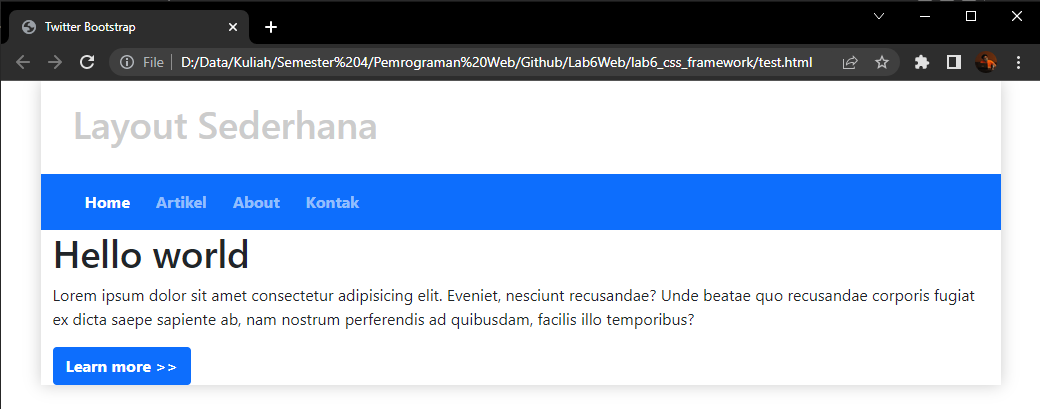 Twitter Bootstrap
File | D:/Data/Kuliah/Semester%204/Pemrograman%20Web/Github/Lab6Web/lab6_css_framework/test.html
Layout Sederhana
Home Artikel About Kontak
Hello world
Lorem ipsum dolor sit amet consectetur adipisicing elit. Eveniet, nesciunt recusandae? Unde beatae quo recusandae corporis fugiat
ex dicta saepe sapiente ab, nam nostrum perferendis ad quibusdam, facilis illo temporibus?
Learn more >>